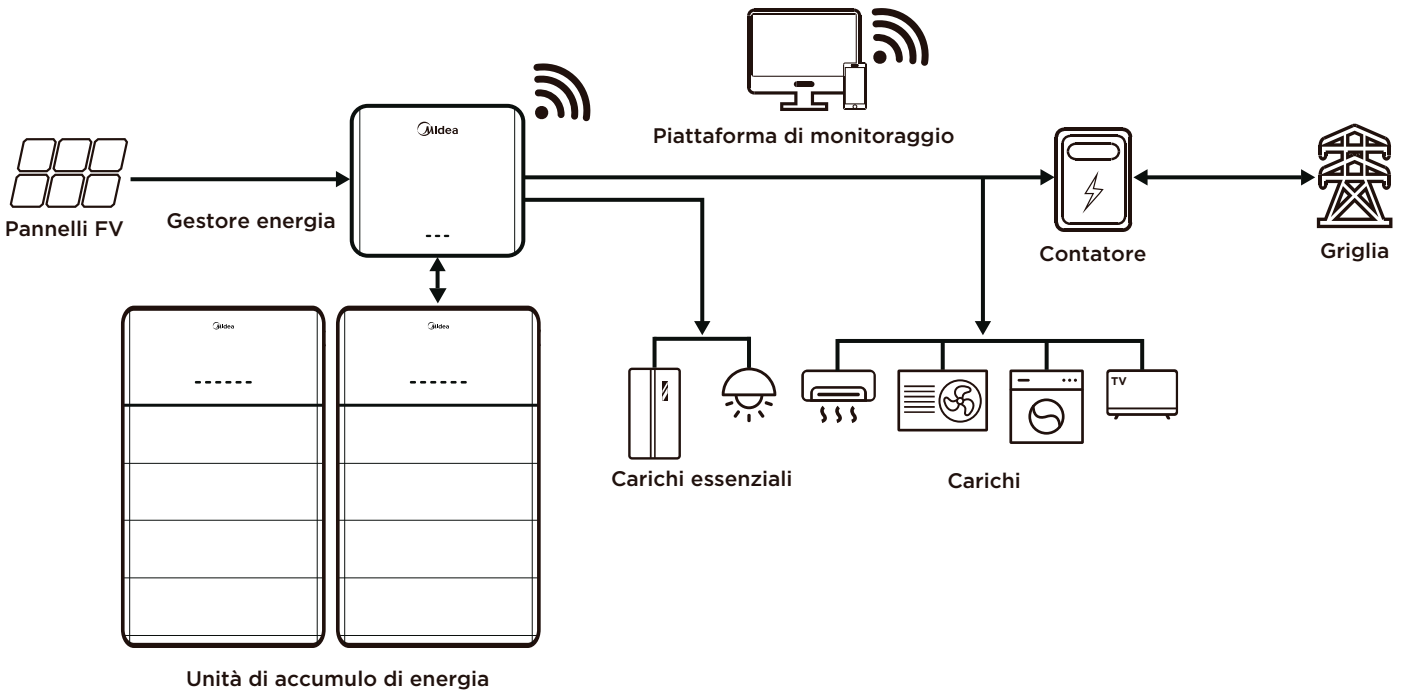 Midea
Piattaforma di monitoraggio
Pannelli FV
Gestore energia
Contatore
Griglia
Midea
Midea
TV
Carichi essenziali
Carichi
Unità di accumulo di energia